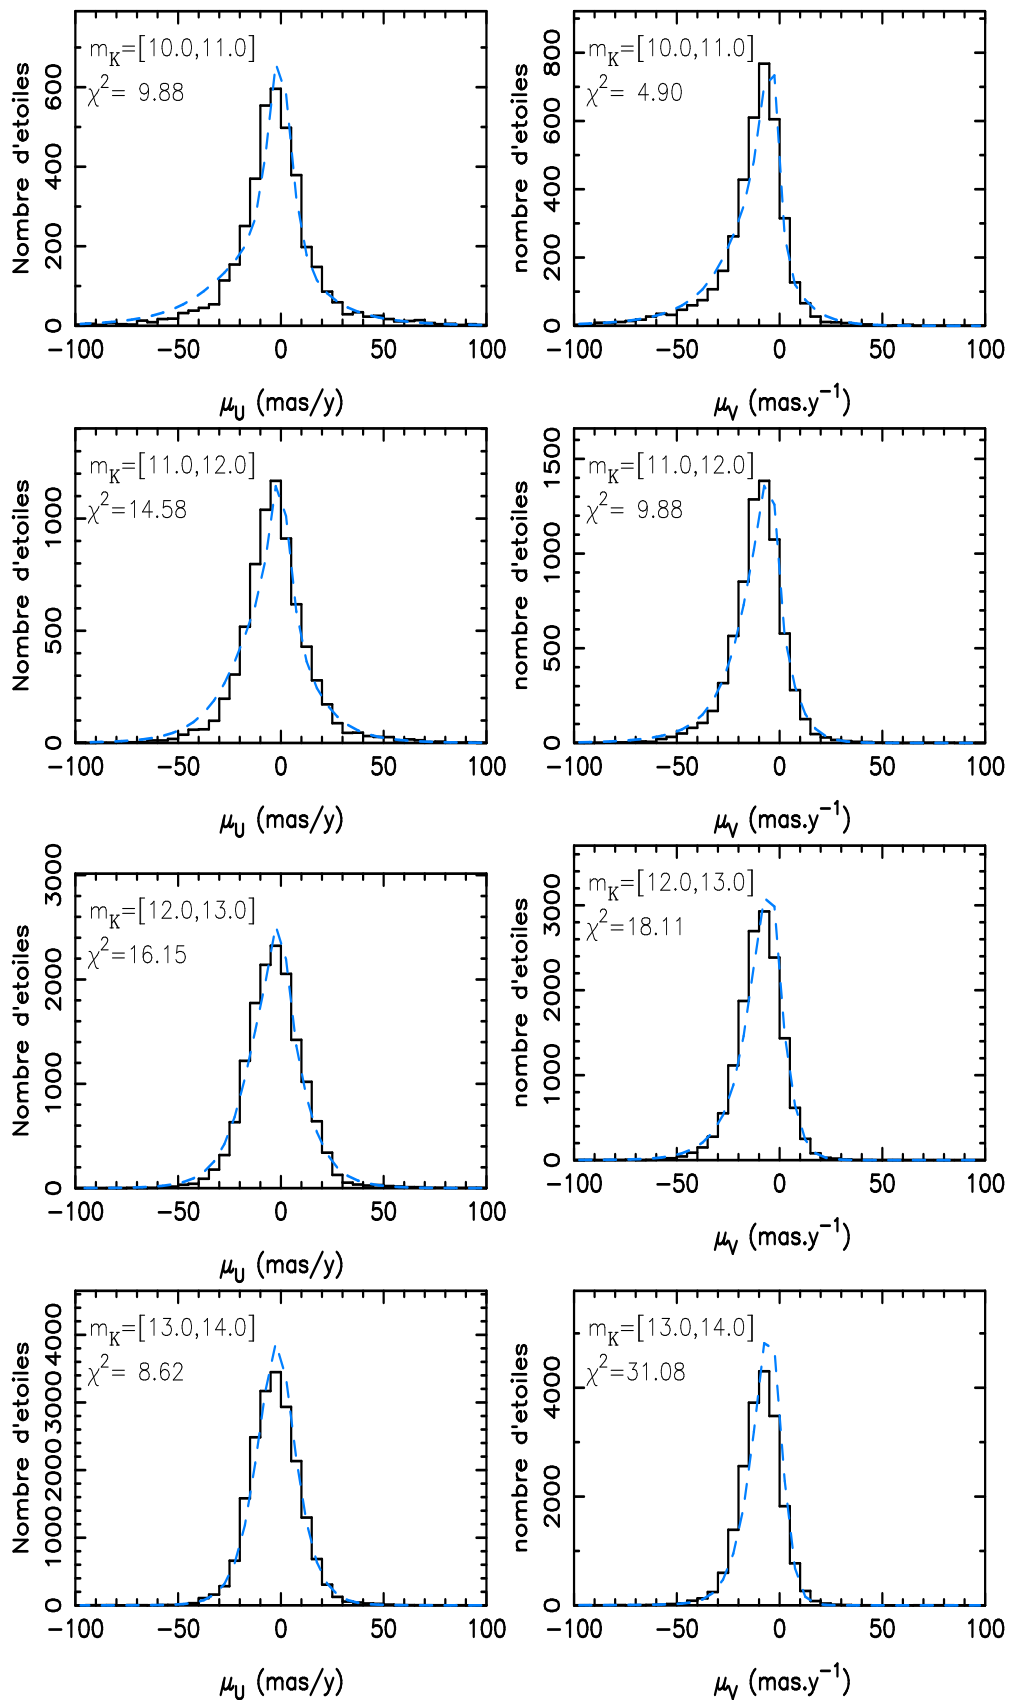 m_K=[10.0,11.0]
χ²= 9.88
Nombre d'etoiles
0 200 400 600
−100 −50 0 50 100
μ_U (mas/y)
m_K=[10.0,11.0]
χ²= 4.90
nombre d'etoiles
0 200 400 600 800
−100 −50 0 50 100
μ_V (mas.y⁻¹)
m_K=[11.0,12.0]
χ²=14.58
Nombre d'etoiles
0 500 1000
−100 −50 0 50 100
μ_U (mas/y)
m_K=[11.0,12.0]
χ²= 9.88
nombre d'etoiles
0 500 1000 1500
−100 −50 0 50 100
μ_V (mas.y⁻¹)
m_K=[12.0,13.0]
χ²=16.15
Nombre d'etoiles
0 1000 2000 3000
−100 −50 0 50 100
μ_U (mas/y)
m_K=[12.0,13.0]
χ²=18.11
nombre d'etoiles
0 1000 2000 3000
−100 −50 0 50 100
μ_V (mas.y⁻¹)
m_K=[13.0,14.0]
χ²= 8.62
Nombre d'etoiles
0 1000 2000 3000 4000
−100 −50 0 50 100
μ_U (mas/y)
m_K=[13.0,14.0]
χ²=31.08
nombre d'etoiles
0 2000 4000
−100 −50 0 50 100
μ_V (mas.y⁻¹)